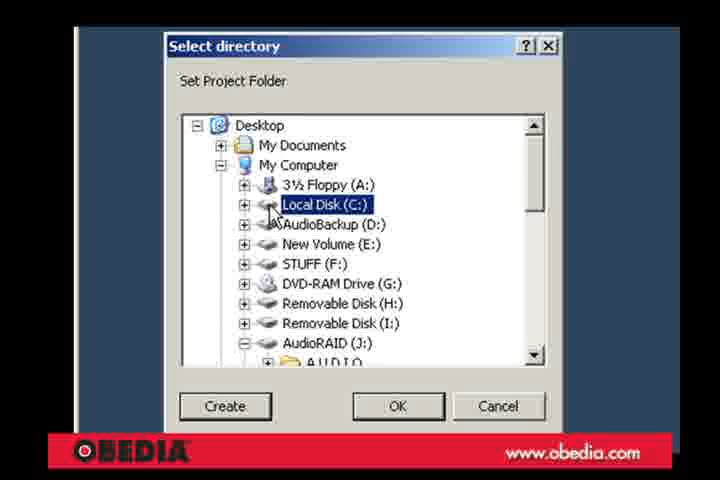 Select directory
Set Project Folder
Desktop
My Documents
My Computer
3½ Floppy (A:)
Local Disk (C:)
AudioBackup (D:)
New Volume (E:)
STUFF (F:)
DVD-RAM Drive (G:)
Removable Disk (H:)
Removable Disk (I:)
AudioRAID (J:)
A U D I O
Create OK Cancel
OBEDIA www.obedia.com